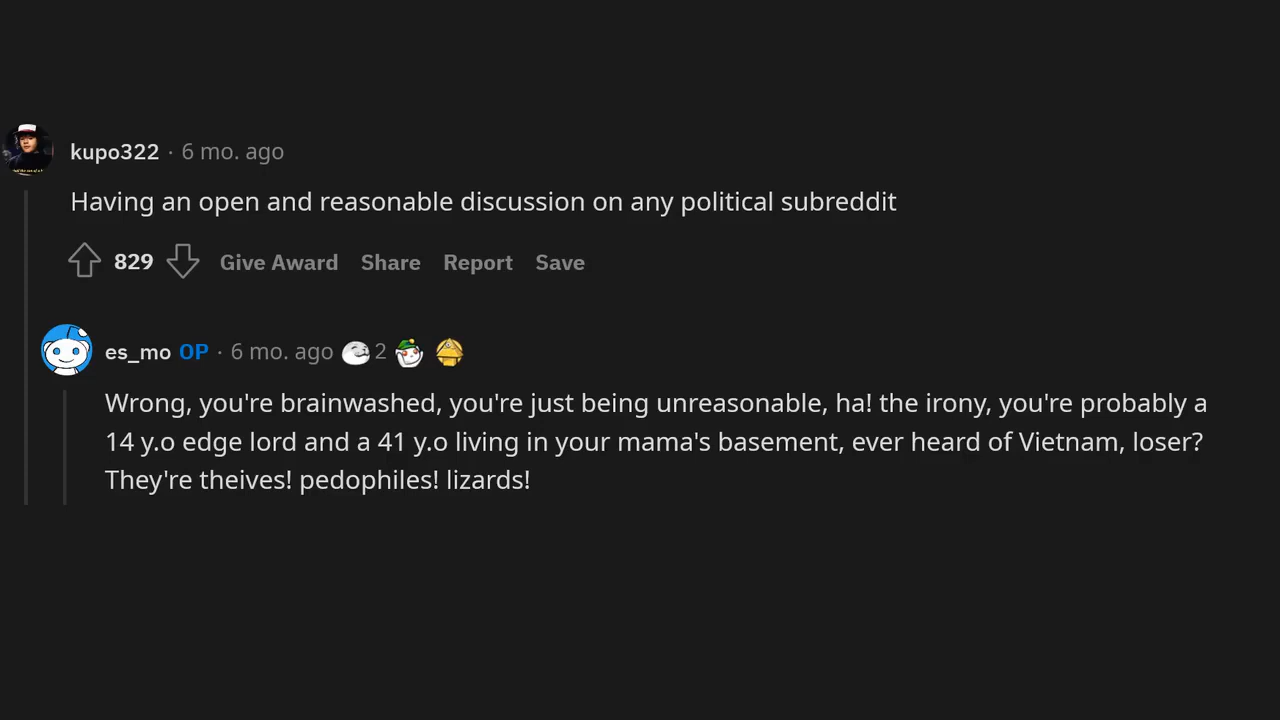 kupo322 · 6 mo. ago
Having an open and reasonable discussion on any political subreddit
829 Give Award Share Report Save
es_mo OP · 6 mo. ago 2
Wrong, you're brainwashed, you're just being unreasonable, ha! the irony, you're probably a
14 y.o edge lord and a 41 y.o living in your mama's basement, ever heard of Vietnam, loser?
They're theives! pedophiles! lizards!